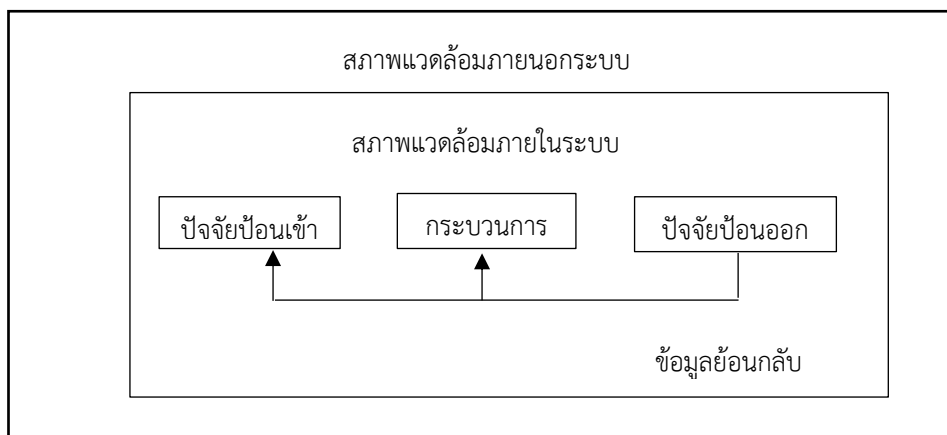 สภาพแวดล้อมภายนอกระบบ
สภาพแวดล้อมภายในระบบ
ปัจจัยป้อนเข้า
กระบวนการ
ปัจจัยป้อนออก
ข้อมูลย้อนกลับ